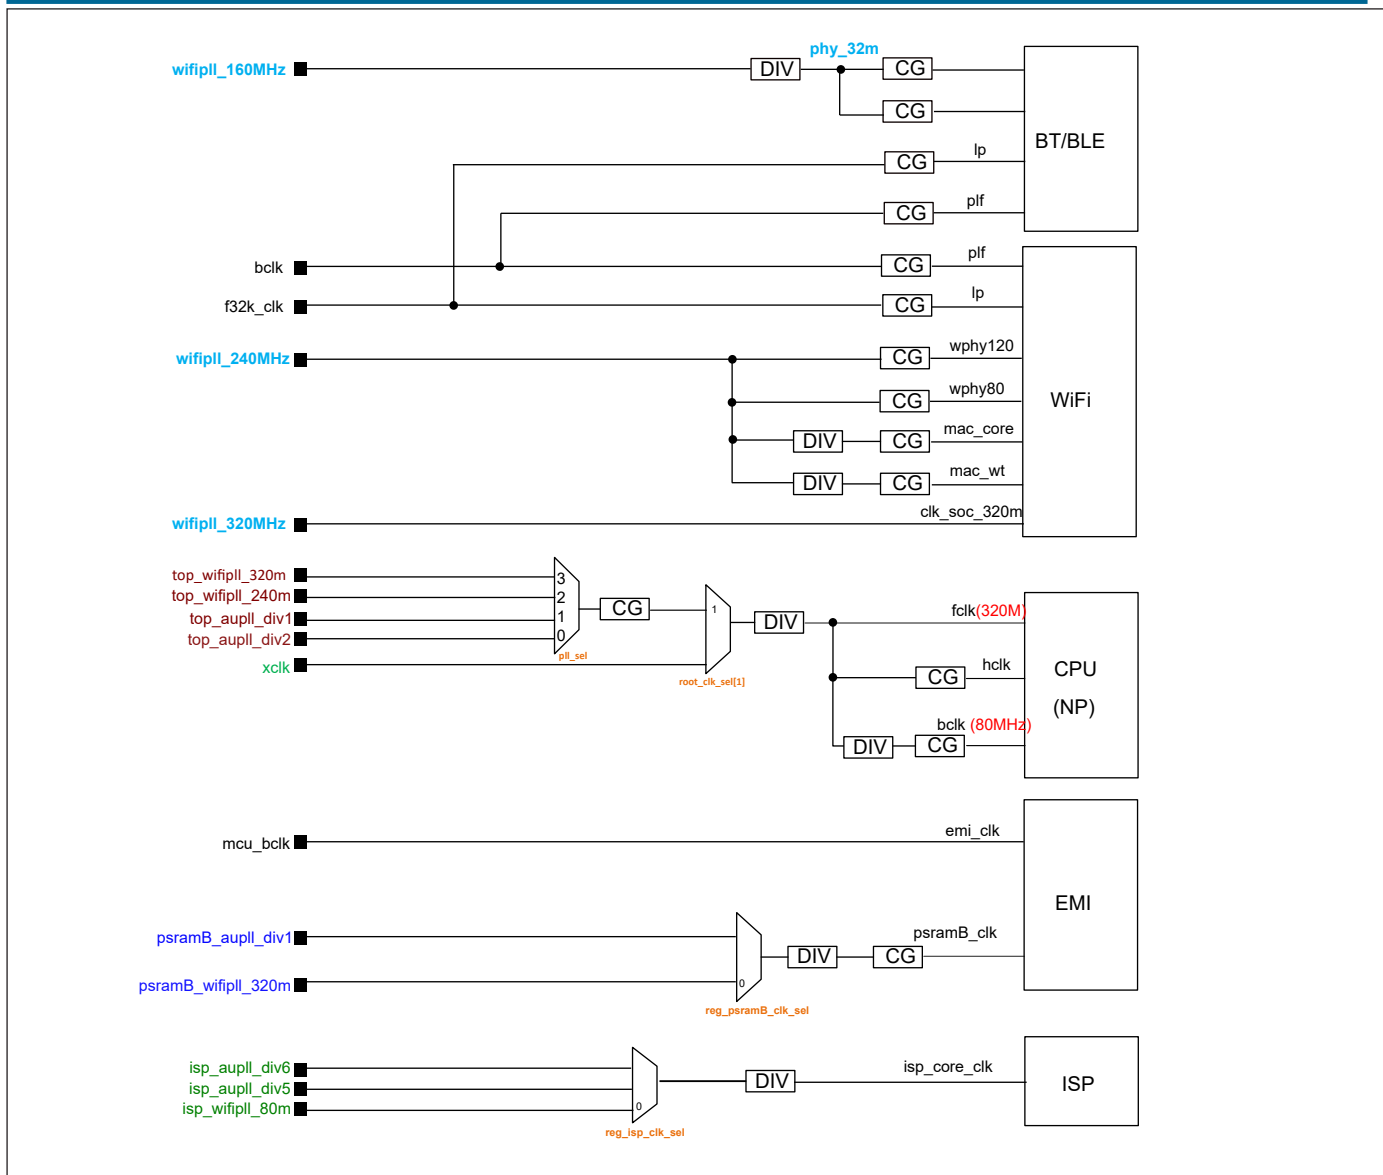 phy_32m
wifipll_160MHz DIV CG
CG
BT/BLE
CG lp
CG plf
bclk CG plf
f32k_clk CG lp
wifipll_240MHz CG wphy120
CG wphy80
WiFi
DIV CG mac_core
DIV CG mac_wt
wifipll_320MHz clk_soc_320m
top_wifipll_320m 3
top_wifipll_240m 2 CG 1
top_aupll_div1 1 DIV fclk(320M)
top_aupll_div2 0
pll_sel
xclk
root_clk_sel[1]
CG hclk
CPU
(NP)
bclk (80MHz)
DIV CG
mcu_bclk emi_clk
EMI
psramB_aupll_div1
DIV CG psramB_clk
psramB_wifipll_320m 0
reg_psramB_clk_sel
isp_aupll_div6
isp_aupll_div5 DIV isp_core_clk ISP
isp_wifipll_80m 0
reg_isp_clk_sel